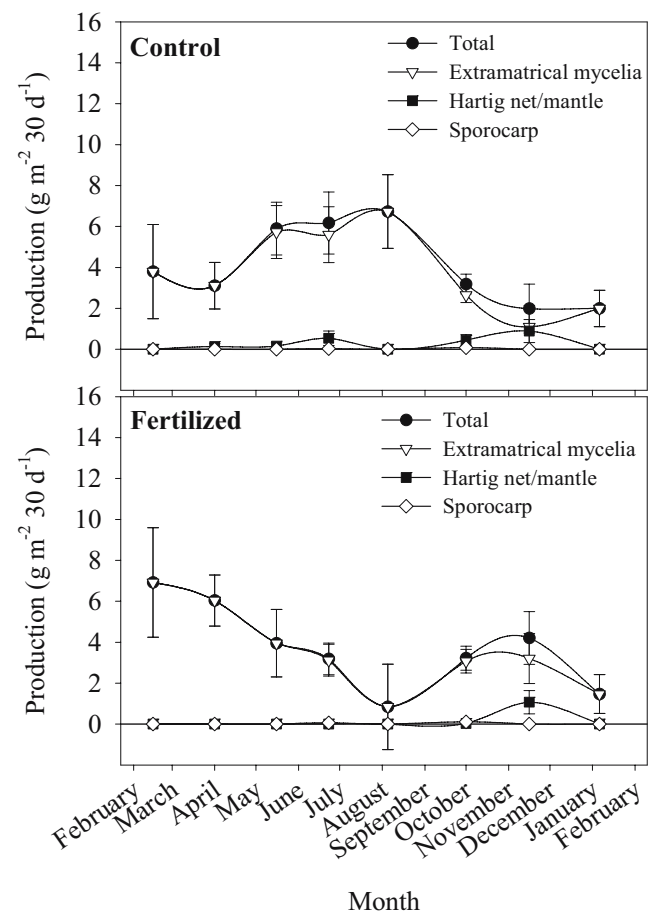 Control
Total
Extramatrical mycelia
Hartig net/mantle
Sporocarp
Production (g m⁻² 30 d⁻¹)
16
14
12
10
8
6
4
2
0
Fertilized
Total
Extramatrical mycelia
Hartig net/mantle
Sporocarp
Production (g m⁻² 30 d⁻¹)
16
14
12
10
8
6
4
2
0
February
March
April
May
June
July
August
September
October
November
December
January
February
Month